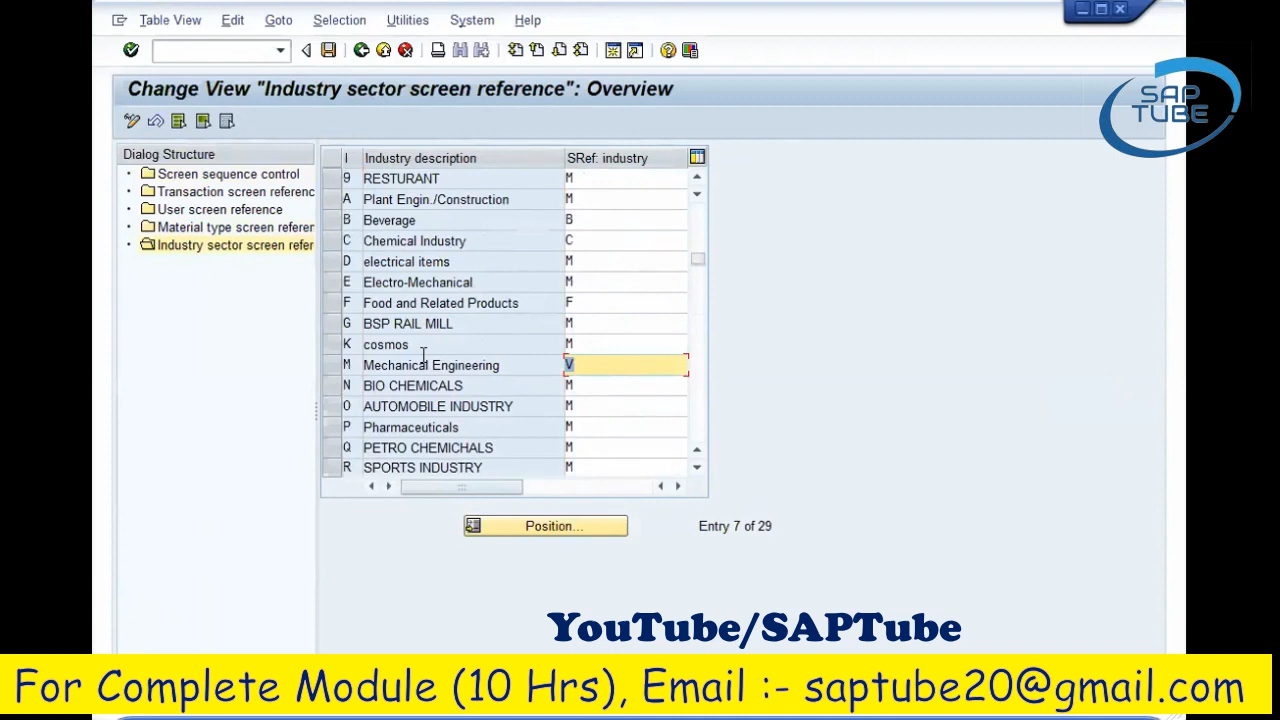 Table View Edit Goto Selection Utilities System Help
Change View "Industry sector screen reference": Overview
SAP
TUBE
Dialog Structure
Screen sequence control
Transaction screen referenc
User screen reference
Material type screen referer
Industry sector screen refer
I Industry description SRef: industry
9 RESTURANT M
A Plant Engin./Construction M
B Beverage B
C Chemical Industry C
D electrical items M
E Electro-Mechanical M
F Food and Related Products F
G BSP RAIL MILL M
K cosmos M
M Mechanical Engineering V
N BIO CHEMICALS M
O AUTOMOBILE INDUSTRY M
P Pharmaceuticals M
Q PETRO CHEMICHALS M
R SPORTS INDUSTRY M
Position... Entry 7 of 29
YouTube/SAPTube
For Complete Module (10 Hrs), Email :- saptube20@gmail.com